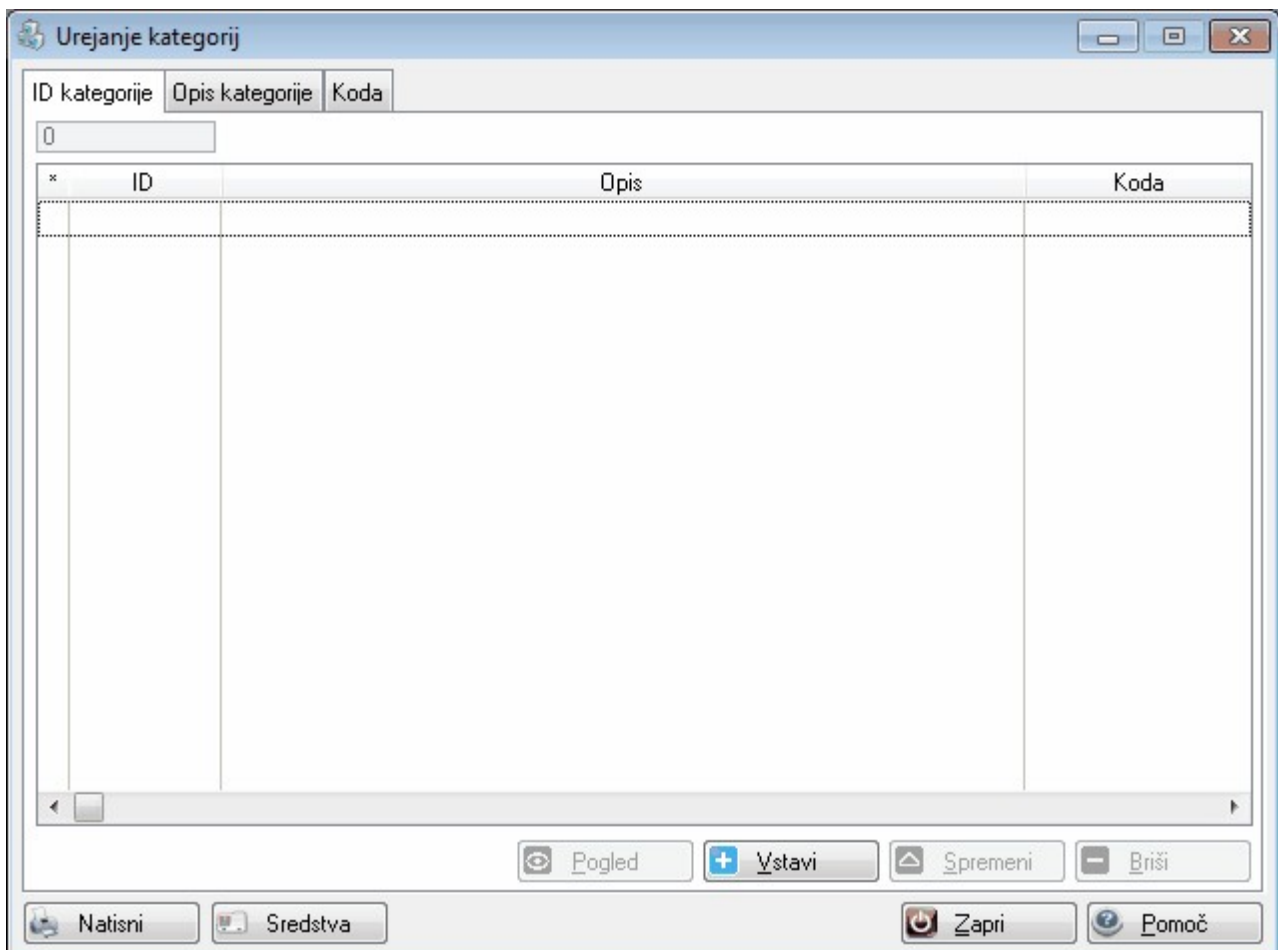 Urejanje kategorij
ID kategorije Opis kategorije Koda
0
* ID Opis Koda
Pogled Vstavi Spremeni Briši
Natisni Sredstva Zapri Pomoč